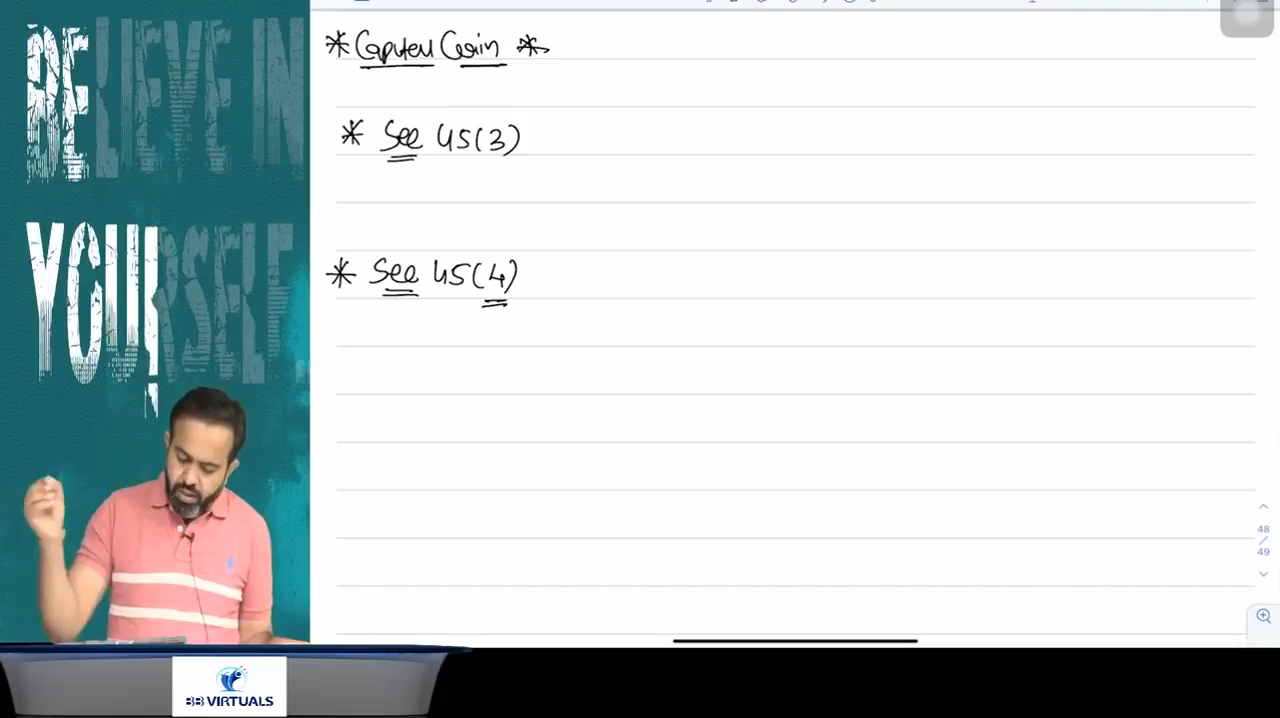 BELIEVE IN
YOURSELF
* Capital Gain *
* See 45(3)
* See 45(4)
48
/
49
BB VIRTUALS